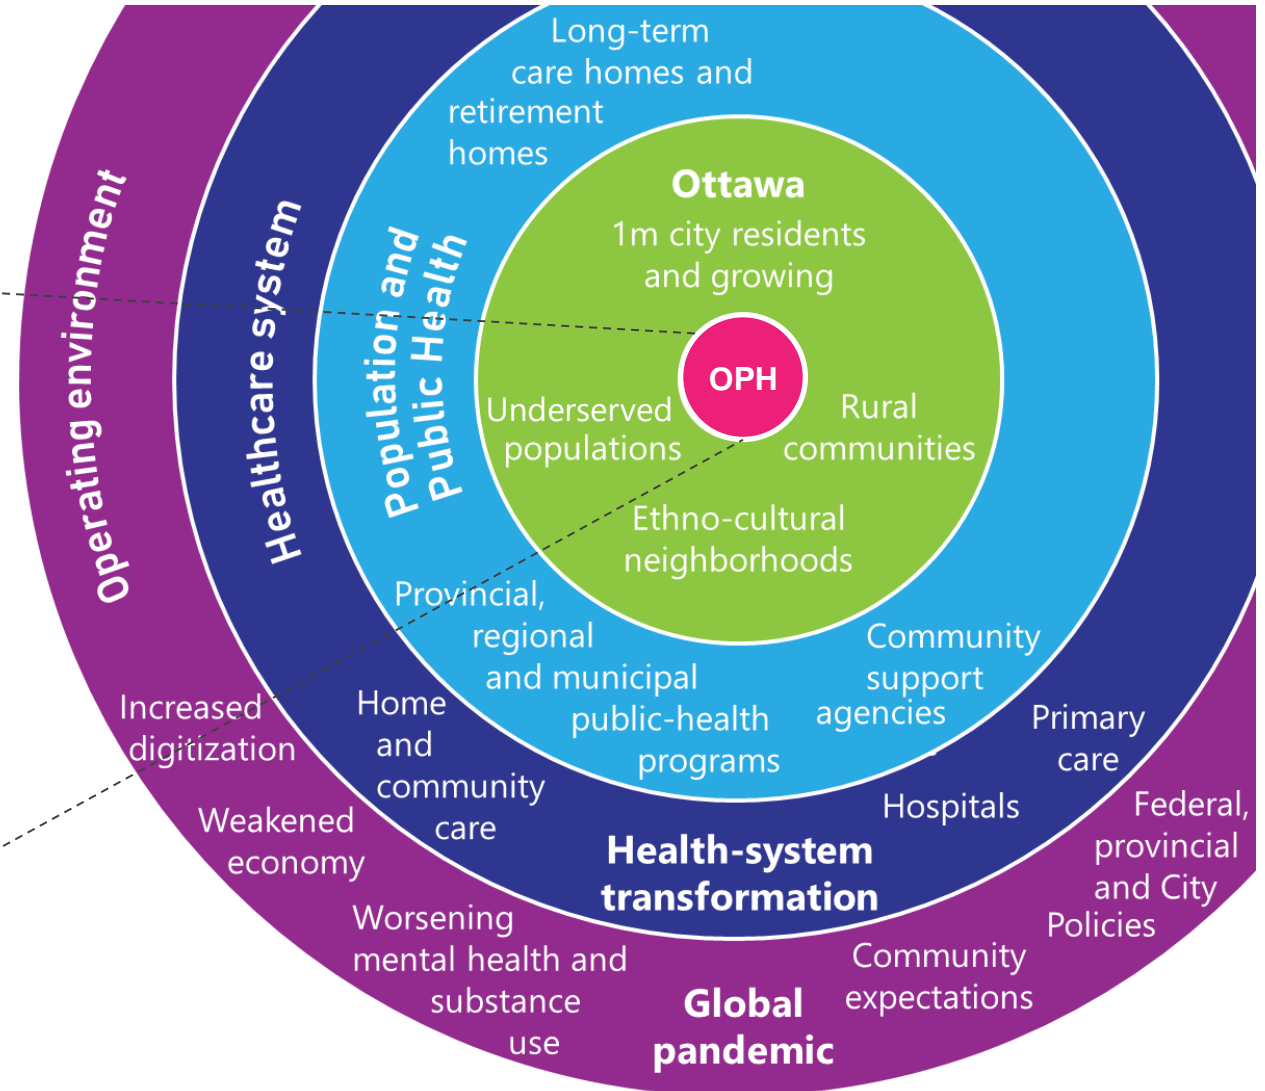 Long-term
care homes and
retirement
homes
Ottawa
1m city residents
and growing
OPH
Underserved
populations
Rural
communities
Ethno-cultural
neighborhoods
Population and
Public Health
Healthcare system
Operating environment
Provincial,
regional
and municipal
public-health
programs
Community
support
agencies
Home
and
community
care
Primary
care
Hospitals
Health-system
transformation
Increased
digitization
Weakened
economy
Worsening
mental health and
substance
use
Global
pandemic
Community
expectations
Federal,
provincial
and City
Policies